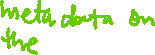 meta data on
the